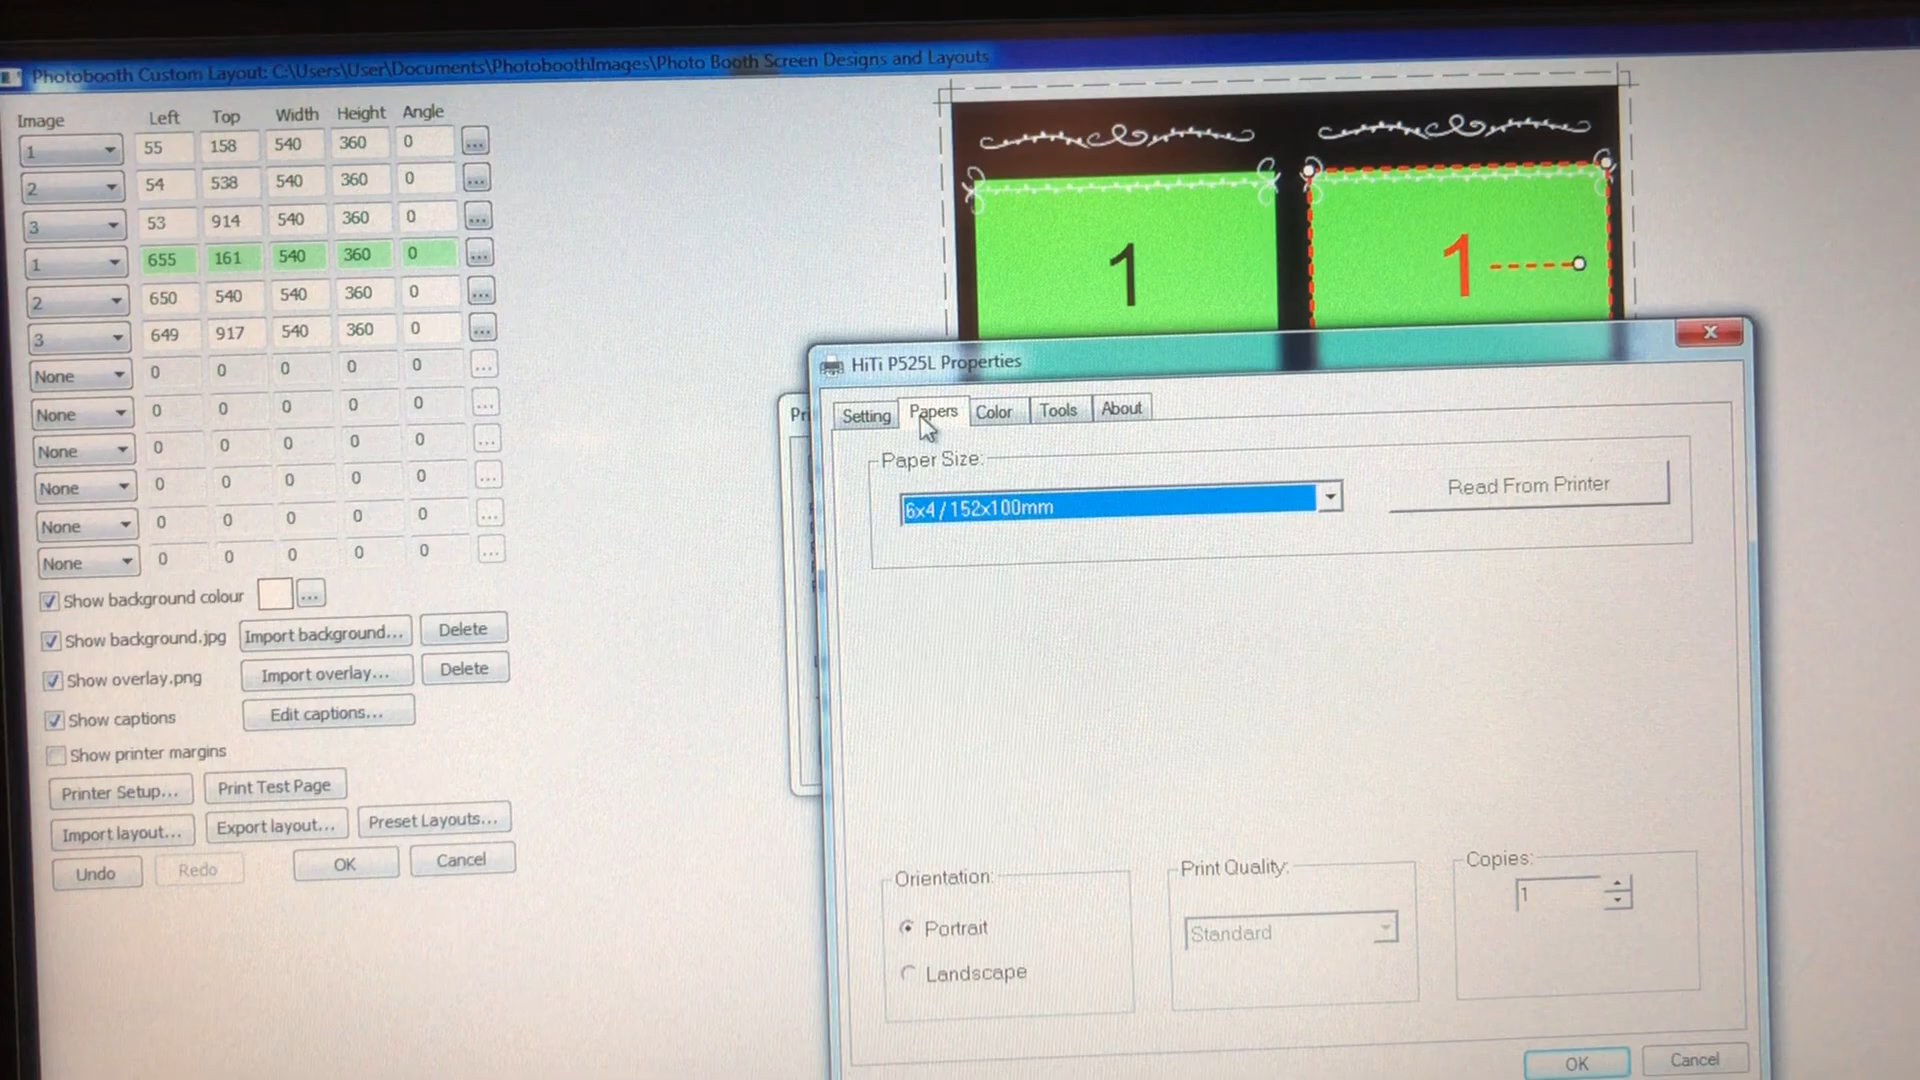 Photobooth Custom Layout: C:\Users\User\Documents\PhotoboothImages\Photo Booth Screen Designs and Layouts
Image Left Top Width Height Angle
1 55 158 540 360 0 ...
2 54 538 540 360 0 ...
3 53 914 540 360 0 ...
1 655 161 540 360 0 ...
2 650 540 540 360 0 ...
3 649 917 540 360 0 ...
None 0 0 0 0 0 ...
None 0 0 0 0 0 ...
None 0 0 0 0 0 ...
None 0 0 0 0 0 ...
None 0 0 0 0 0 ...
None 0 0 0 0 0 ...
Show background colour ...
Show background.jpg Import background... Delete
Show overlay.png Import overlay... Delete
Show captions Edit captions...
Show printer margins
Printer Setup... Print Test Page
Import layout... Export layout... Preset Layouts...
Undo Redo OK Cancel
1 1
HiTi P525L Properties
Setting Papers Color Tools About
Paper Size:
6x4 / 152x100mm
Read From Printer
Orientation:
Portrait
Landscape
Print Quality:
Standard
Copies:
1
OK Cancel